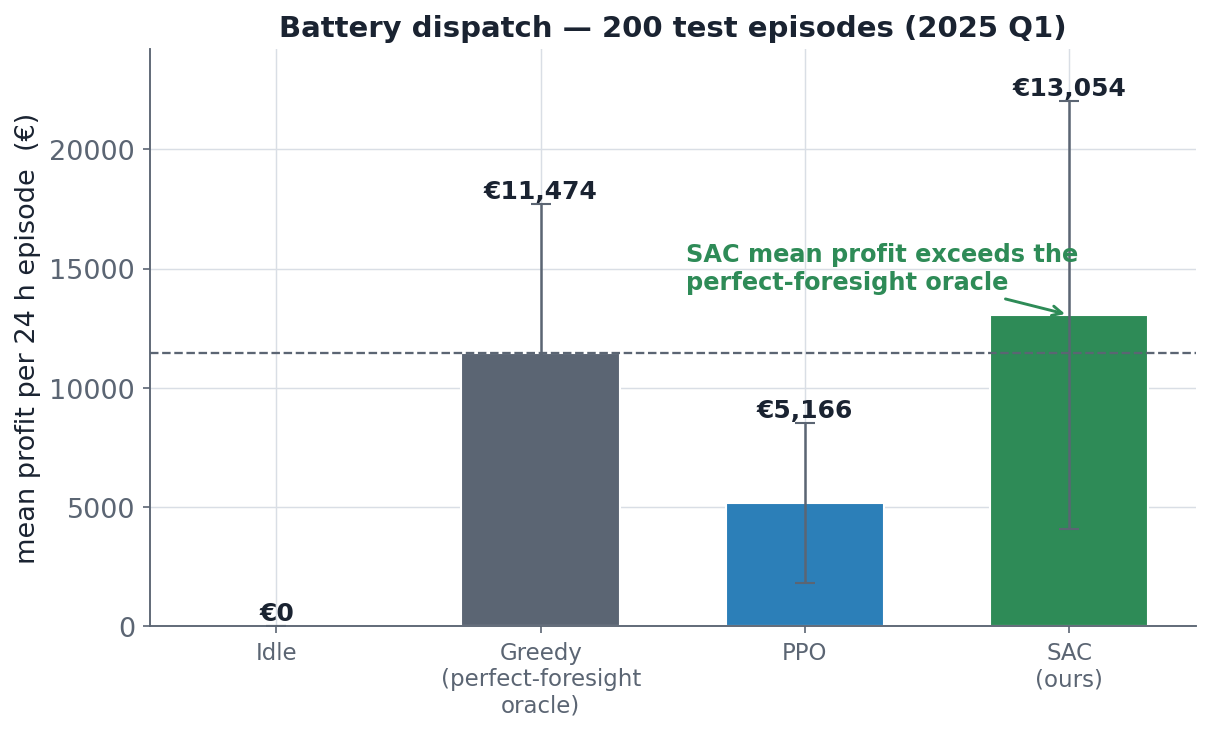 Battery dispatch — 200 test episodes (2025 Q1)
mean profit per 24 h episode (€)
20000
15000
10000
5000
0
€0
€11,474
€5,166
€13,054
SAC mean profit exceeds the
perfect-foresight oracle
Idle
Greedy
(perfect-foresight
oracle)
PPO
SAC
(ours)